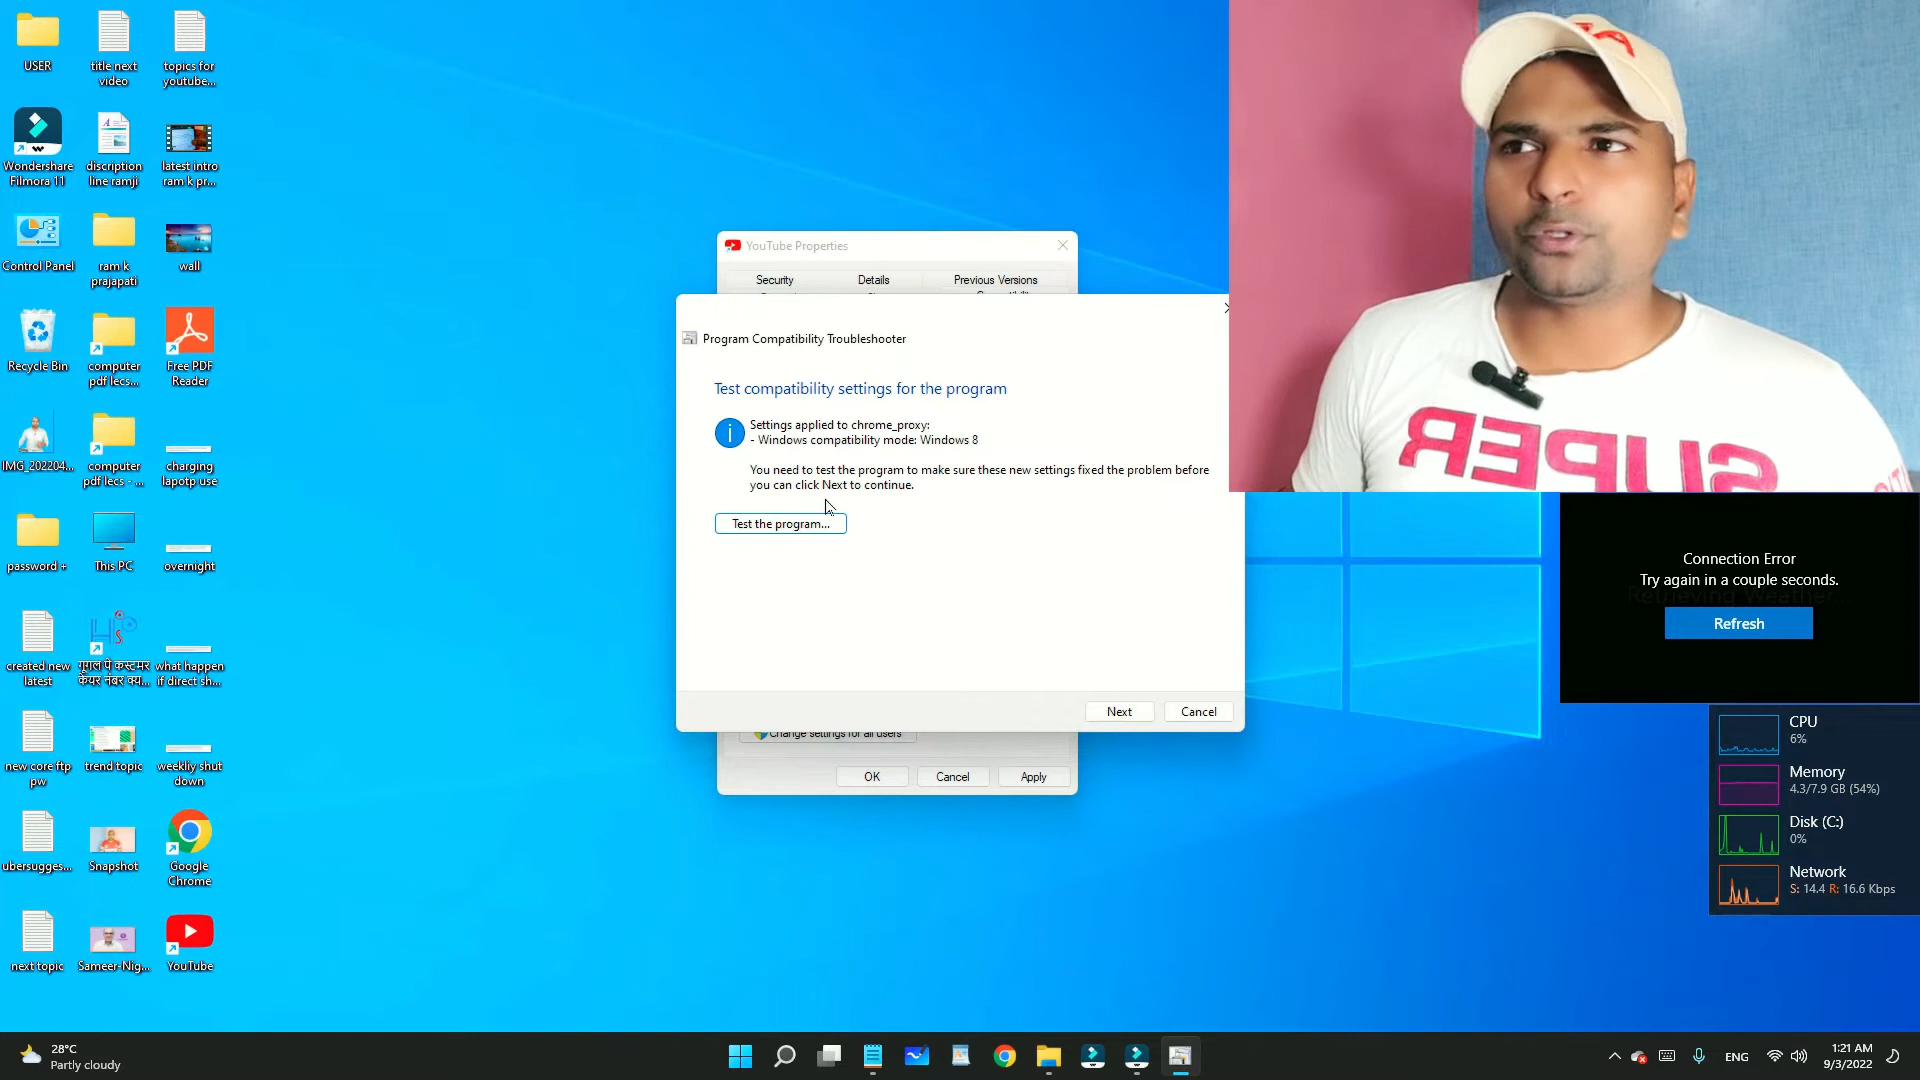 USER
title next
video
topics for
youtube...
Wondershare
Filmora 11
discription
line ramji
latest intro
ram k pr...
Control Panel
ram k
prajapati
wall
Recycle Bin
computer
pdf lecs...
Free PDF
Reader
IMG_202204...
computer
pdf lecs - ...
charging
lapotp use
password +
This PC
overnight
created new
latest
गूगल पे कस्टमर
केयर नंबर क्य...
what happen
if direct sh...
new core ftp
pw
trend topic
weekliy shut
down
ubersugges...
Snapshot
Google
Chrome
next topic
Sameer-Nig...
YouTube
YouTube Properties
Security
Details
Previous Versions
Program Compatibility Troubleshooter
Test compatibility settings for the program
Settings applied to chrome_proxy:
- Windows compatibility mode: Windows 8
You need to test the program to make sure these new settings fixed the problem before
you can click Next to continue.
Test the program...
Next
Cancel
Change settings for all users
OK
Cancel
Apply
SUPER
Connection Error
Try again in a couple seconds.
Retrieving Weather...
Refresh
CPU
6%
Memory
4.3/7.9 GB (54%)
Disk (C:)
0%
Network
S: 14.4 R: 16.6 Kbps
28°C
Partly cloudy
ENG
1:21 AM
9/3/2022